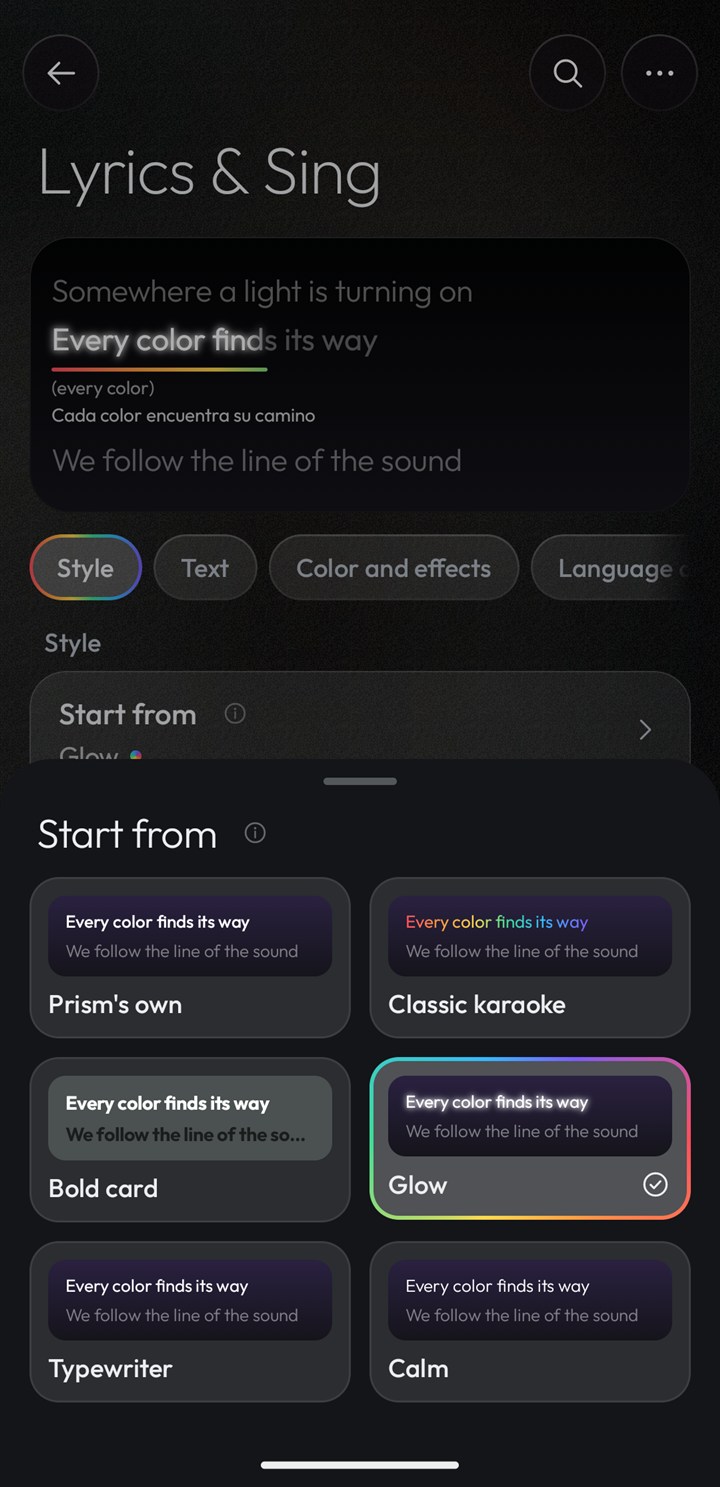 Lyrics & Sing
Somewhere a light is turning on
Every color finds its way
(every color)
Cada color encuentra su camino
We follow the line of the sound
Style
Text
Color and effects
Language
Style
Start from
Glow
Start from
Every color finds its way
We follow the line of the sound
Prism's own
Every color finds its way
We follow the line of the sound
Classic karaoke
Every color finds its way
We follow the line of the so...
Bold card
Every color finds its way
We follow the line of the sound
Glow
Every color finds its way
We follow the line of the sound
Typewriter
Every color finds its way
We follow the line of the sound
Calm